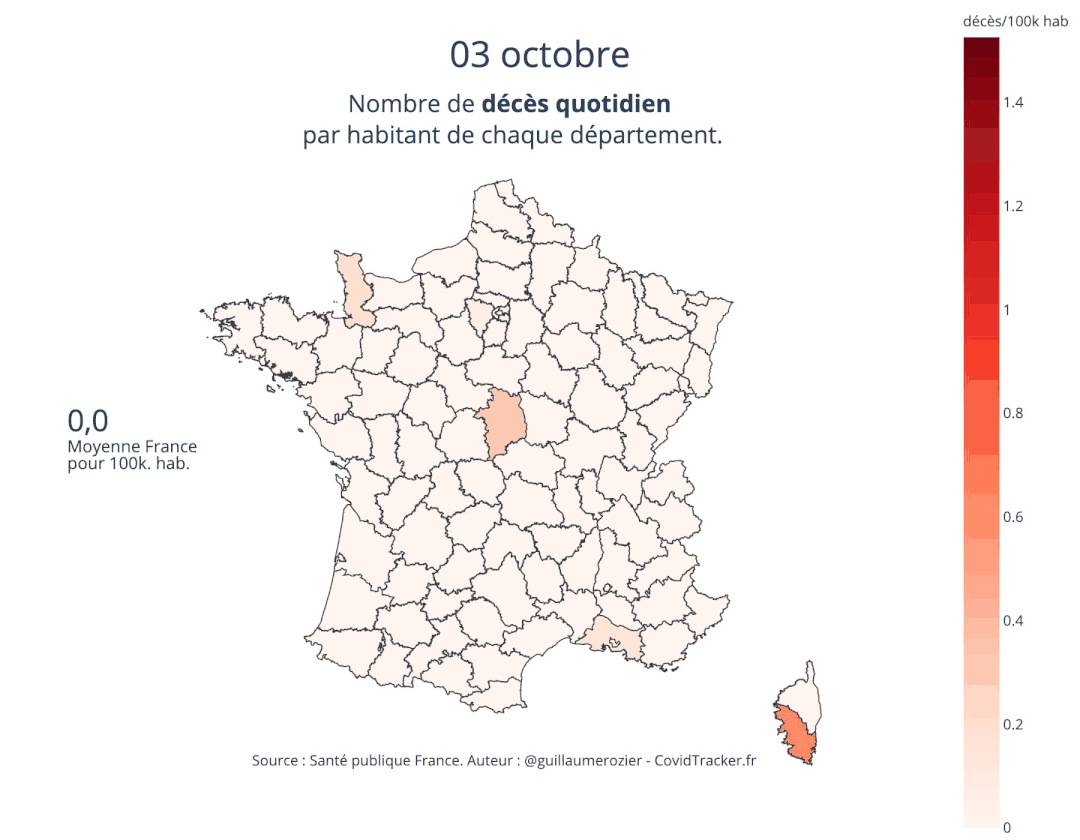 décès/100k hab
03 octobre
Nombre de décès quotidien
par habitant de chaque département.
1.4
1.2
1
0.8
0,0
Moyenne France
pour 100k. hab.
0.6
0.4
0.2
Source : Santé publique France. Auteur : @guillaumerozier - CovidTracker.fr
0